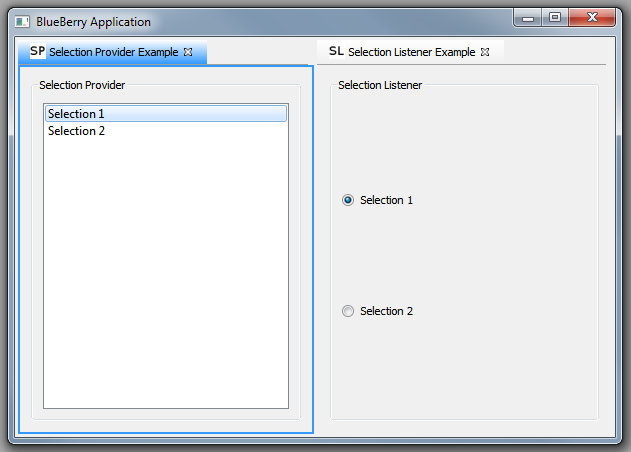 BlueBerry Application
SP Selection Provider Example
SL Selection Listener Example
Selection Provider
Selection 1
Selection 2
Selection Listener
Selection 1
Selection 2